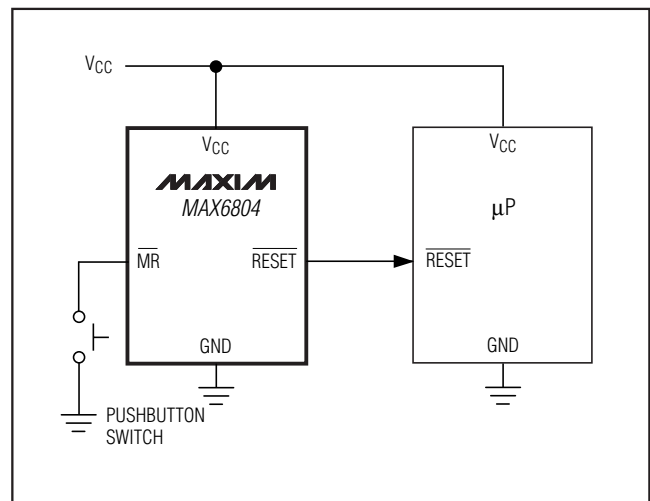 VCC
VCC
MAXIM
MAX6804
MR
RESET
GND
PUSHBUTTON
SWITCH
VCC
μP
RESET
GND